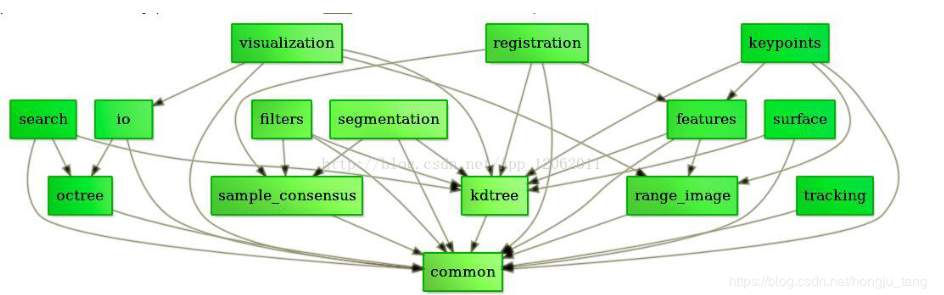 visualization
registration
keypoints
search
io
filters
segmentation
features
surface
http://blog.csdn.net/app_12062011
octree
sample_consensus
kdtree
range_image
tracking
common
https://blog.csdn.net/hongju_tang